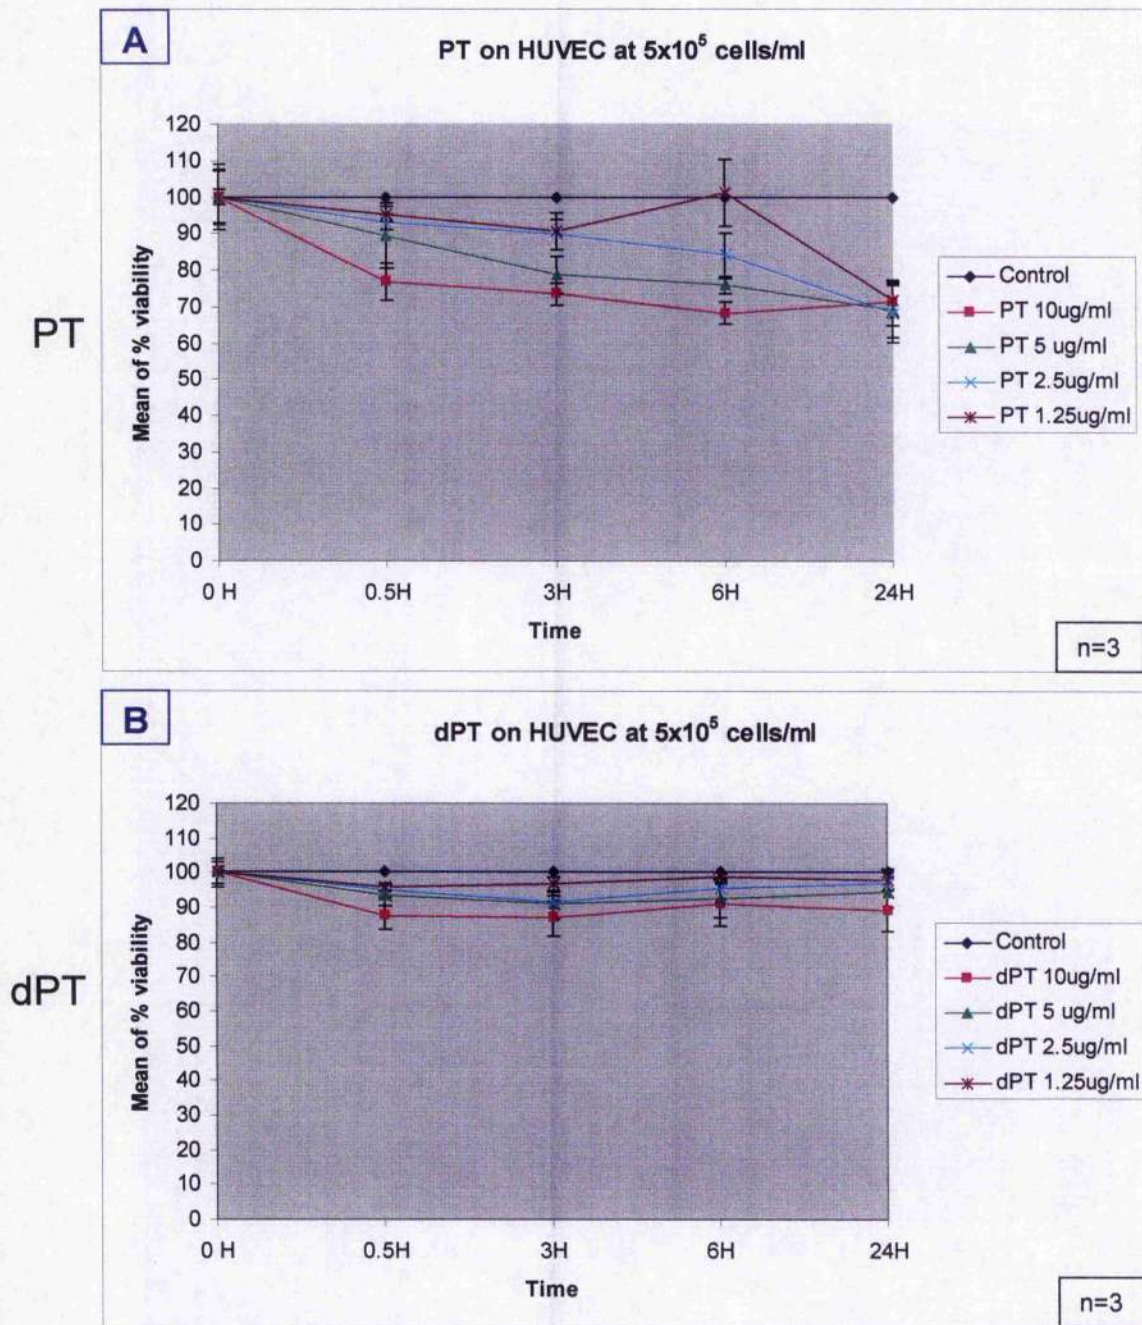 A
PT on HUVEC at 5x10⁵ cells/ml
120
110
100
90
80
70
60
50
40
30
20
10
0
Mean of % viability
0 H 0.5H 3H 6H 24H
Time
Control
PT 10ug/ml
PT 5 ug/ml
PT 2.5ug/ml
PT 1.25ug/ml
PT
n=3
B
dPT on HUVEC at 5x10⁵ cells/ml
120
110
100
90
80
70
60
50
40
30
20
10
0
Mean of % viability
0 H 0.5H 3H 6H 24H
Time
Control
dPT 10ug/ml
dPT 5 ug/ml
dPT 2.5ug/ml
dPT 1.25ug/ml
dPT
n=3